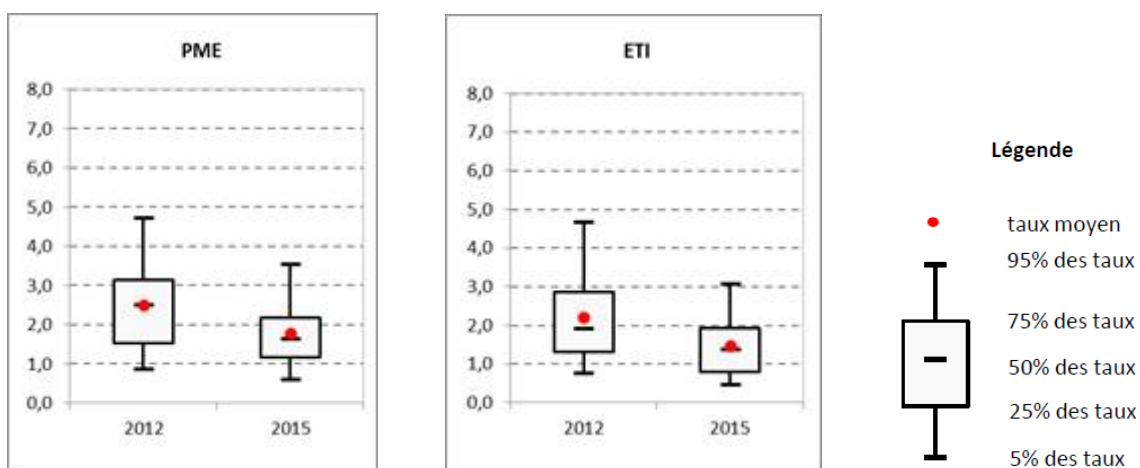 PME
8,0
7,0
6,0
5,0
4,0
3,0
2,0
1,0
0,0
2012 2015
ETI
8,0
7,0
6,0
5,0
4,0
3,0
2,0
1,0
0,0
2012 2015
Légende
taux moyen
95% des taux
75% des taux
50% des taux
25% des taux
5% des taux